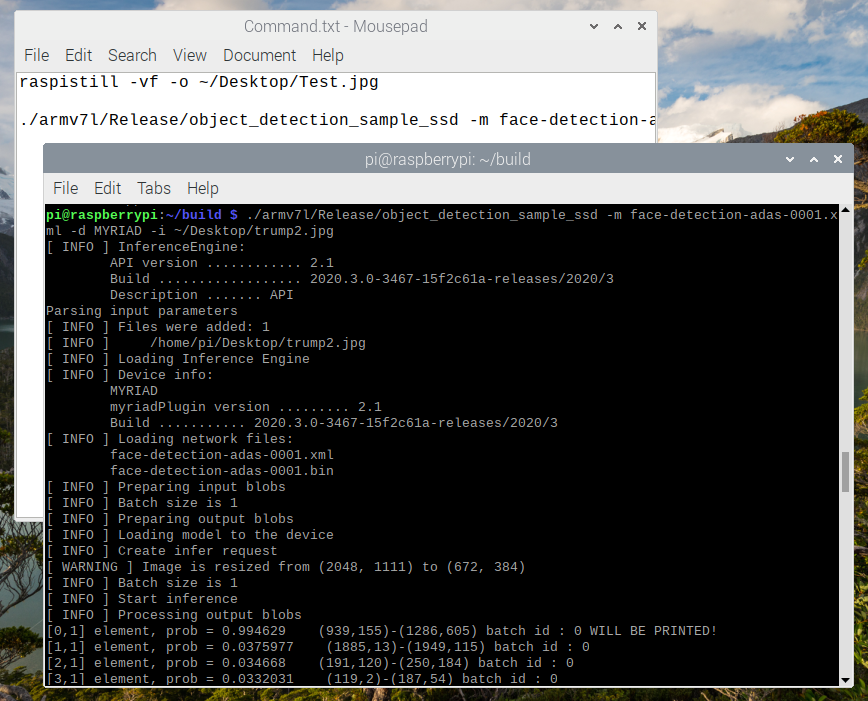 Command.txt - Mousepad
File Edit Search View Document Help
raspistill -vf -o ~/Desktop/Test.jpg
./armv7l/Release/object_detection_sample_ssd -m face-detection-a
pi@raspberrypi: ~/build
File Edit Tabs Help
pi@raspberrypi:~/build $ ./armv7l/Release/object_detection_sample_ssd -m face-detection-adas-0001.x
ml -d MYRIAD -i ~/Desktop/trump2.jpg
[ INFO ] InferenceEngine:
API version ............ 2.1
Build .................. 2020.3.0-3467-15f2c61a-releases/2020/3
Description ....... API
Parsing input parameters
[ INFO ] Files were added: 1
[ INFO ]     /home/pi/Desktop/trump2.jpg
[ INFO ] Loading Inference Engine
[ INFO ] Device info:
MYRIAD
myriadPlugin version ......... 2.1
Build ........... 2020.3.0-3467-15f2c61a-releases/2020/3
[ INFO ] Loading network files:
face-detection-adas-0001.xml
face-detection-adas-0001.bin
[ INFO ] Preparing input blobs
[ INFO ] Batch size is 1
[ INFO ] Preparing output blobs
[ INFO ] Loading model to the device
[ INFO ] Create infer request
[ WARNING ] Image is resized from (2048, 1111) to (672, 384)
[ INFO ] Batch size is 1
[ INFO ] Start inference
[ INFO ] Processing output blobs
[0,1] element, prob = 0.994629    (939,155)-(1286,605) batch id : 0 WILL BE PRINTED!
[1,1] element, prob = 0.0375977    (1885,13)-(1949,115) batch id : 0
[2,1] element, prob = 0.034668    (191,120)-(250,184) batch id : 0
[3,1] element, prob = 0.0332031    (119,2)-(187,54) batch id : 0